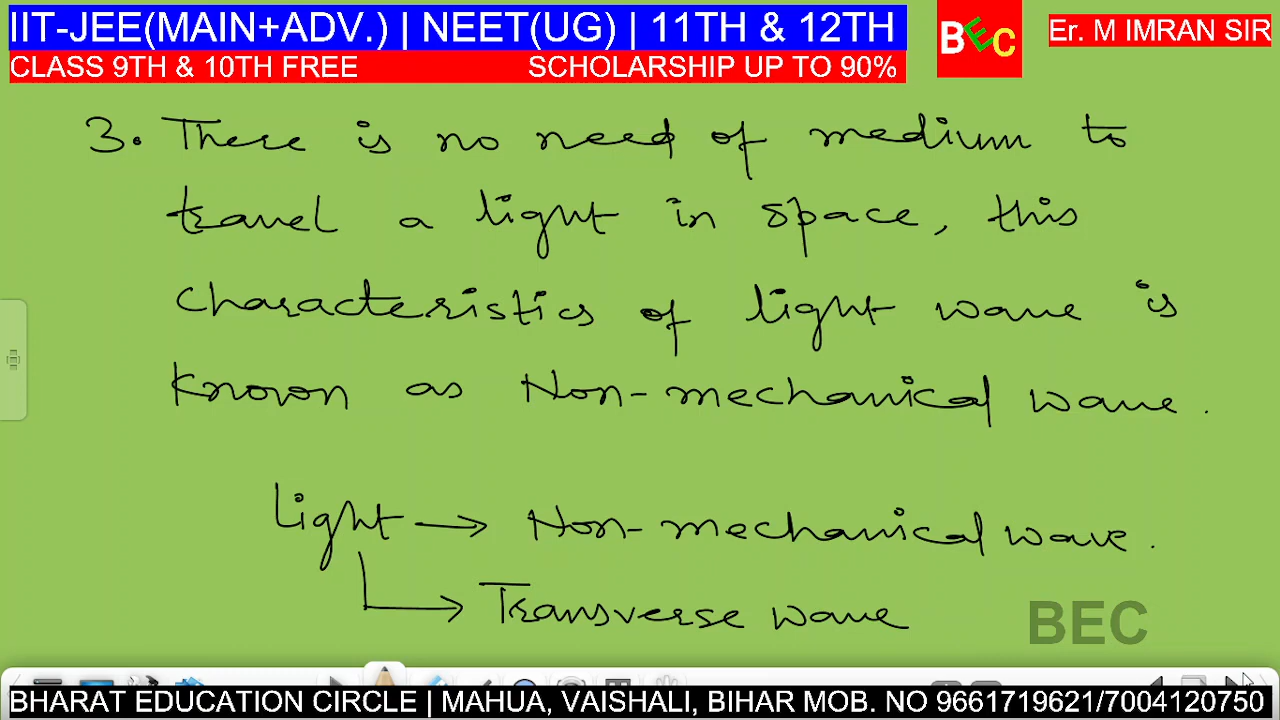 IIT-JEE(MAIN+ADV.) | NEET(UG) | 11TH & 12TH
CLASS 9TH & 10TH FREE SCHOLARSHIP UP TO 90%
BEC
Er. M IMRAN SIR
3. There is no need of medium to
travel a light in space, this
characteristics of light wave is
known as Non-mechanical wave.
Light → Non-mechanical wave.
→ Transverse wave
BEC
BHARAT EDUCATION CIRCLE | MAHUA, VAISHALI, BIHAR MOB. NO 9661719621/7004120750